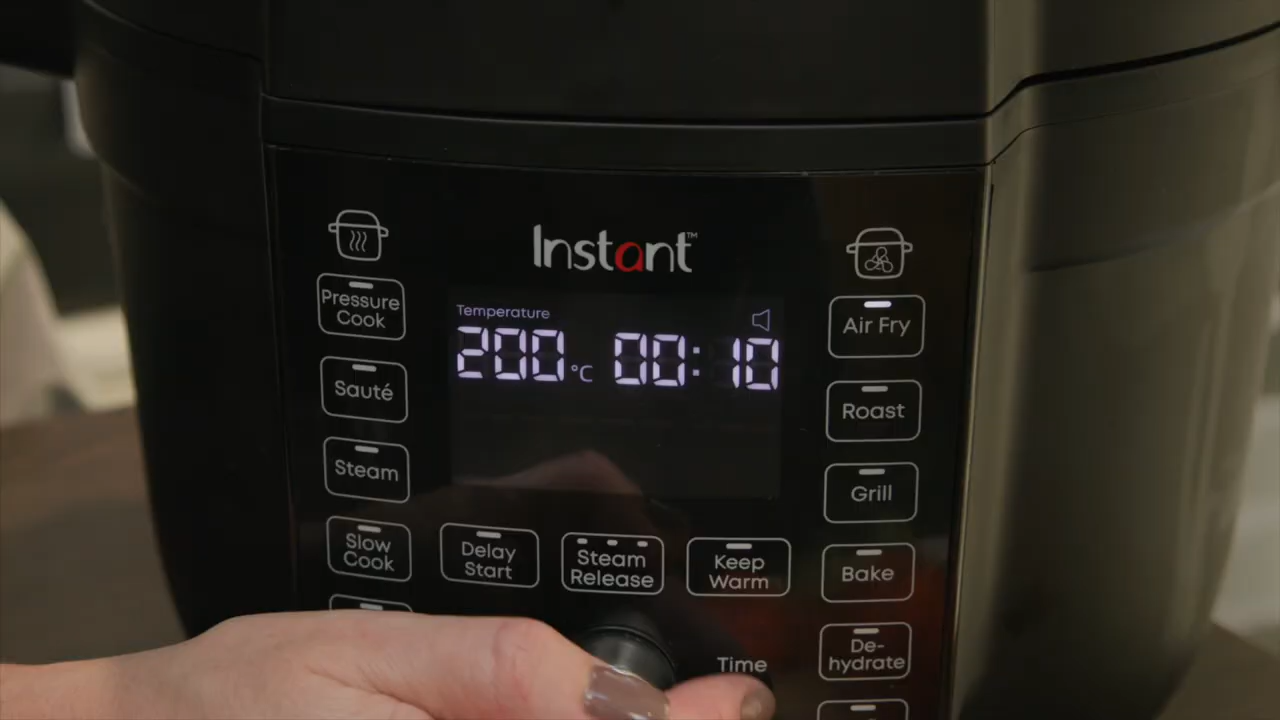 Instant™
Temperature
200 °C 00:10
Pressure
Cook
Sauté
Steam
Slow
Cook
Delay
Start
Steam
Release
Keep
Warm
Time
Air Fry
Roast
Grill
Bake
De-
hydrate